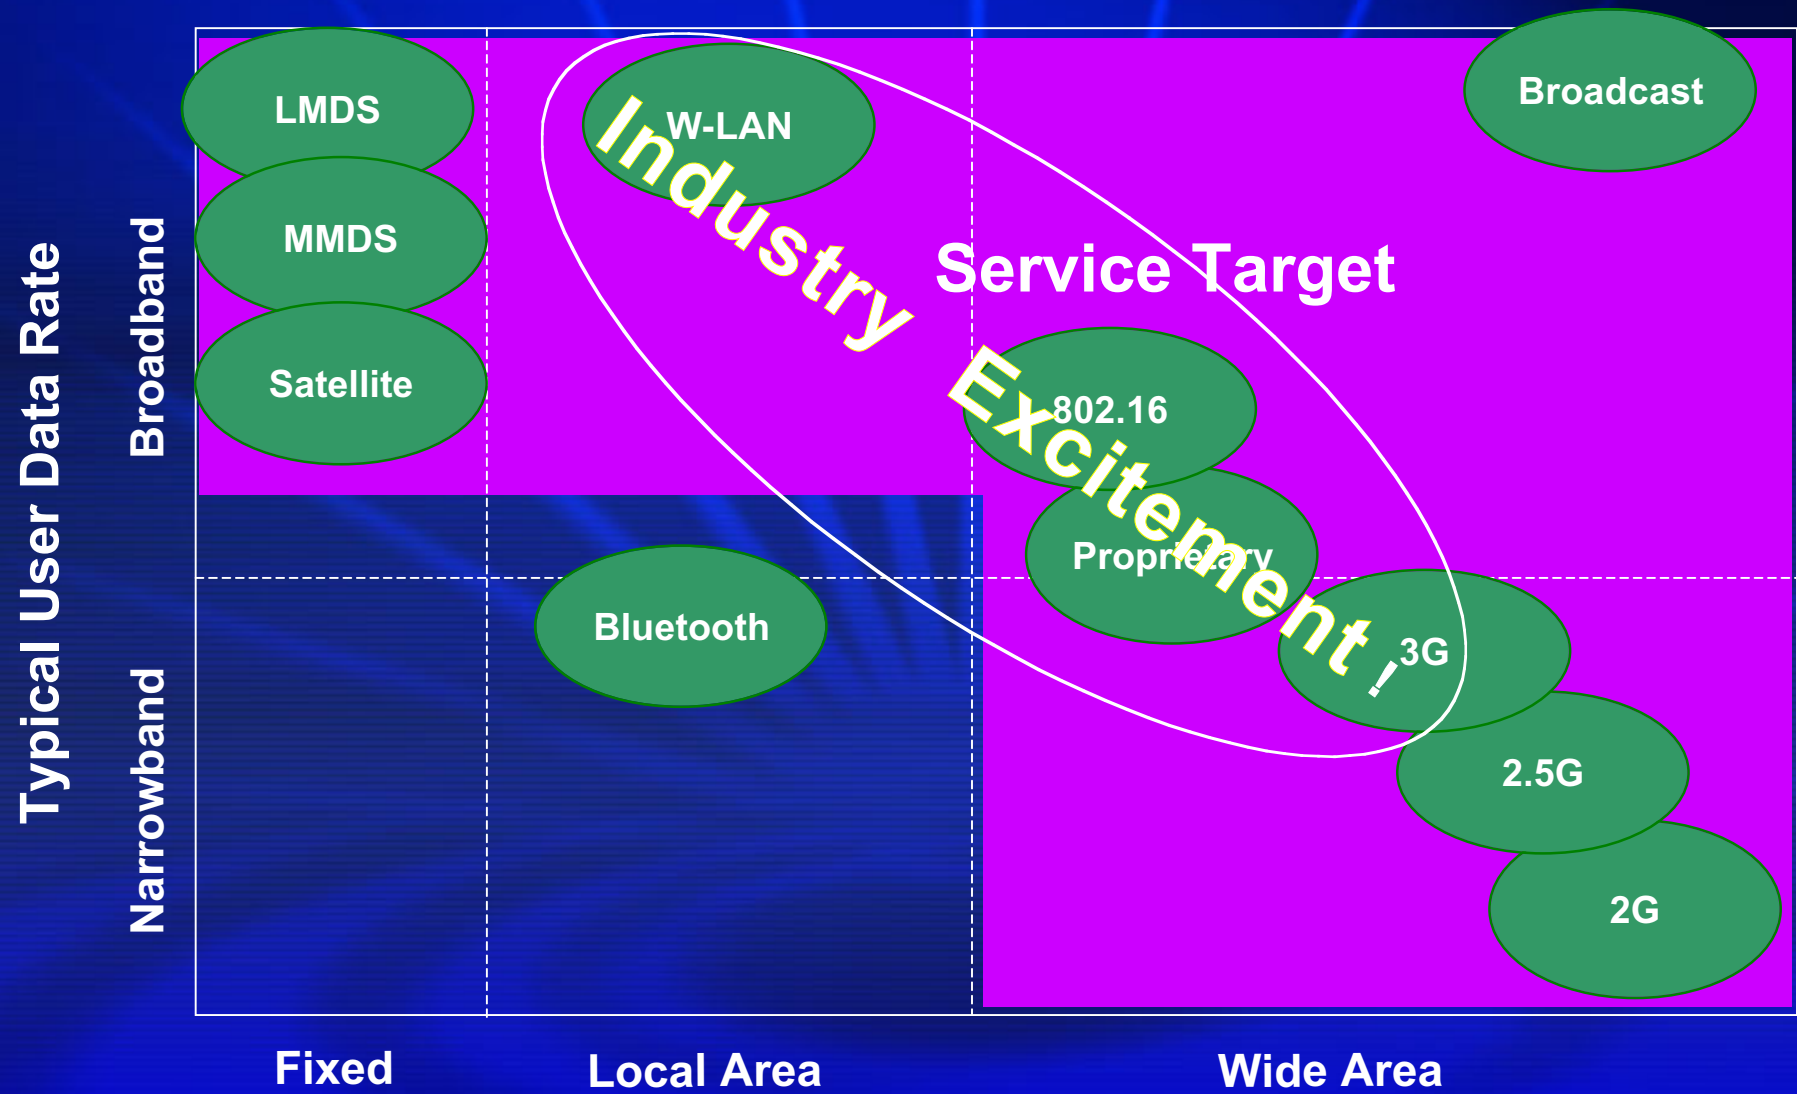 LMDS
W-LAN
Broadcast
MMDS
Service Target
Satellite
Industry Excitement !
802.16
Proprietary
Bluetooth
3G
2.5G
2G
Typical User Data Rate
Broadband
Narrowband
Fixed
Local Area
Wide Area